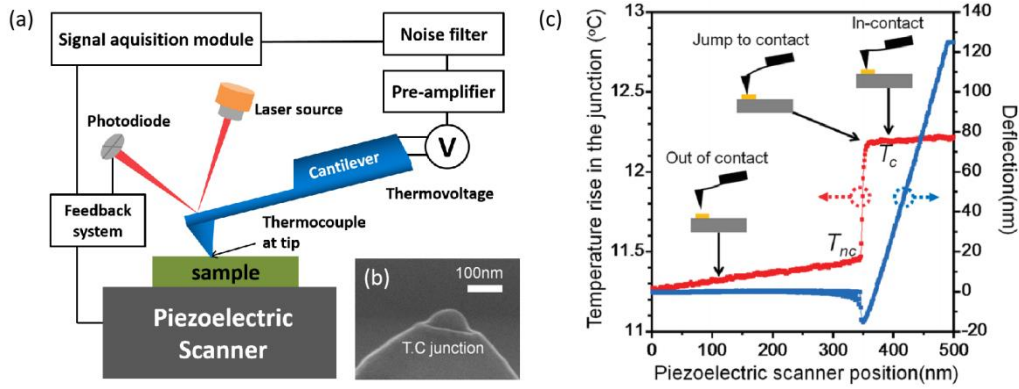 (a)
Signal aquisition module
Noise filter
Pre-amplifier
Laser source
Photodiode
Cantilever
V
Thermovoltage
Feedback
system
Thermocouple
at tip
sample
Piezoelectric
Scanner
(b)
100nm
T.C junction
(c)
Temperature rise in the junction (°C)
13
12.5
12
11.5
11
In-contact
Jump to contact
Out of contact
Tc
Tnc
140
120
100
80
60
40
20
0
-20
Deflection(nm)
0
100
200
300
400
500
Piezoelectric scanner position(nm)